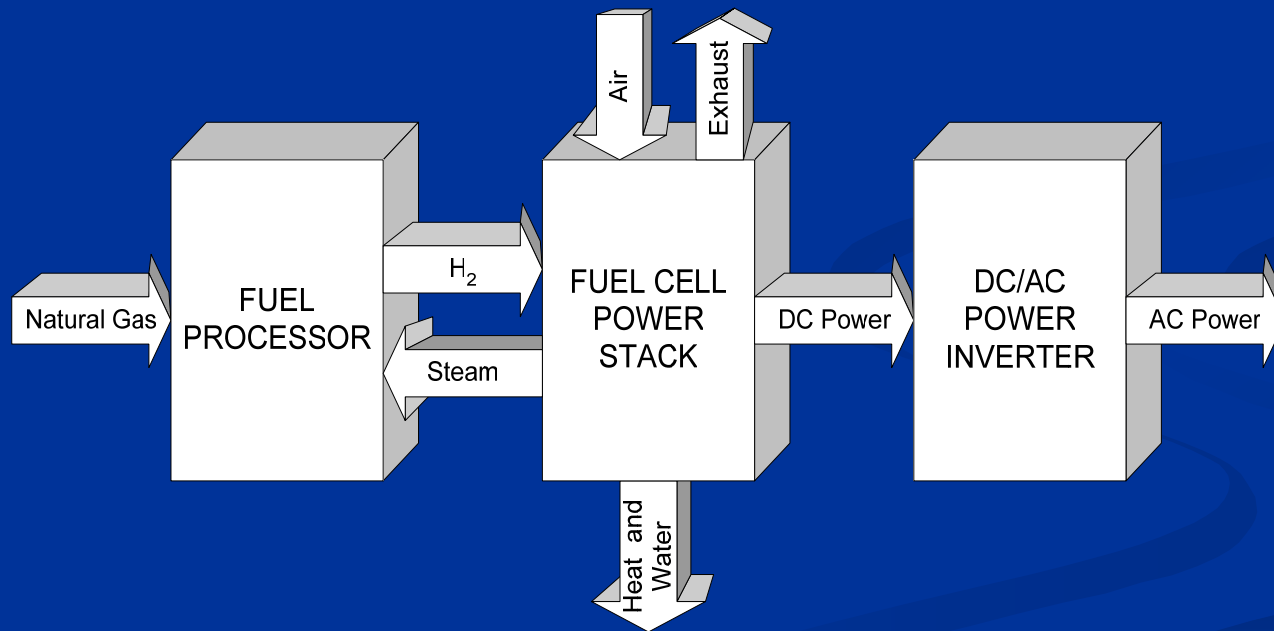 Air
Exhaust
Natural Gas
FUEL
PROCESSOR
H₂
Steam
FUEL CELL
POWER
STACK
DC Power
DC/AC
POWER
INVERTER
AC Power
Heat and
Water